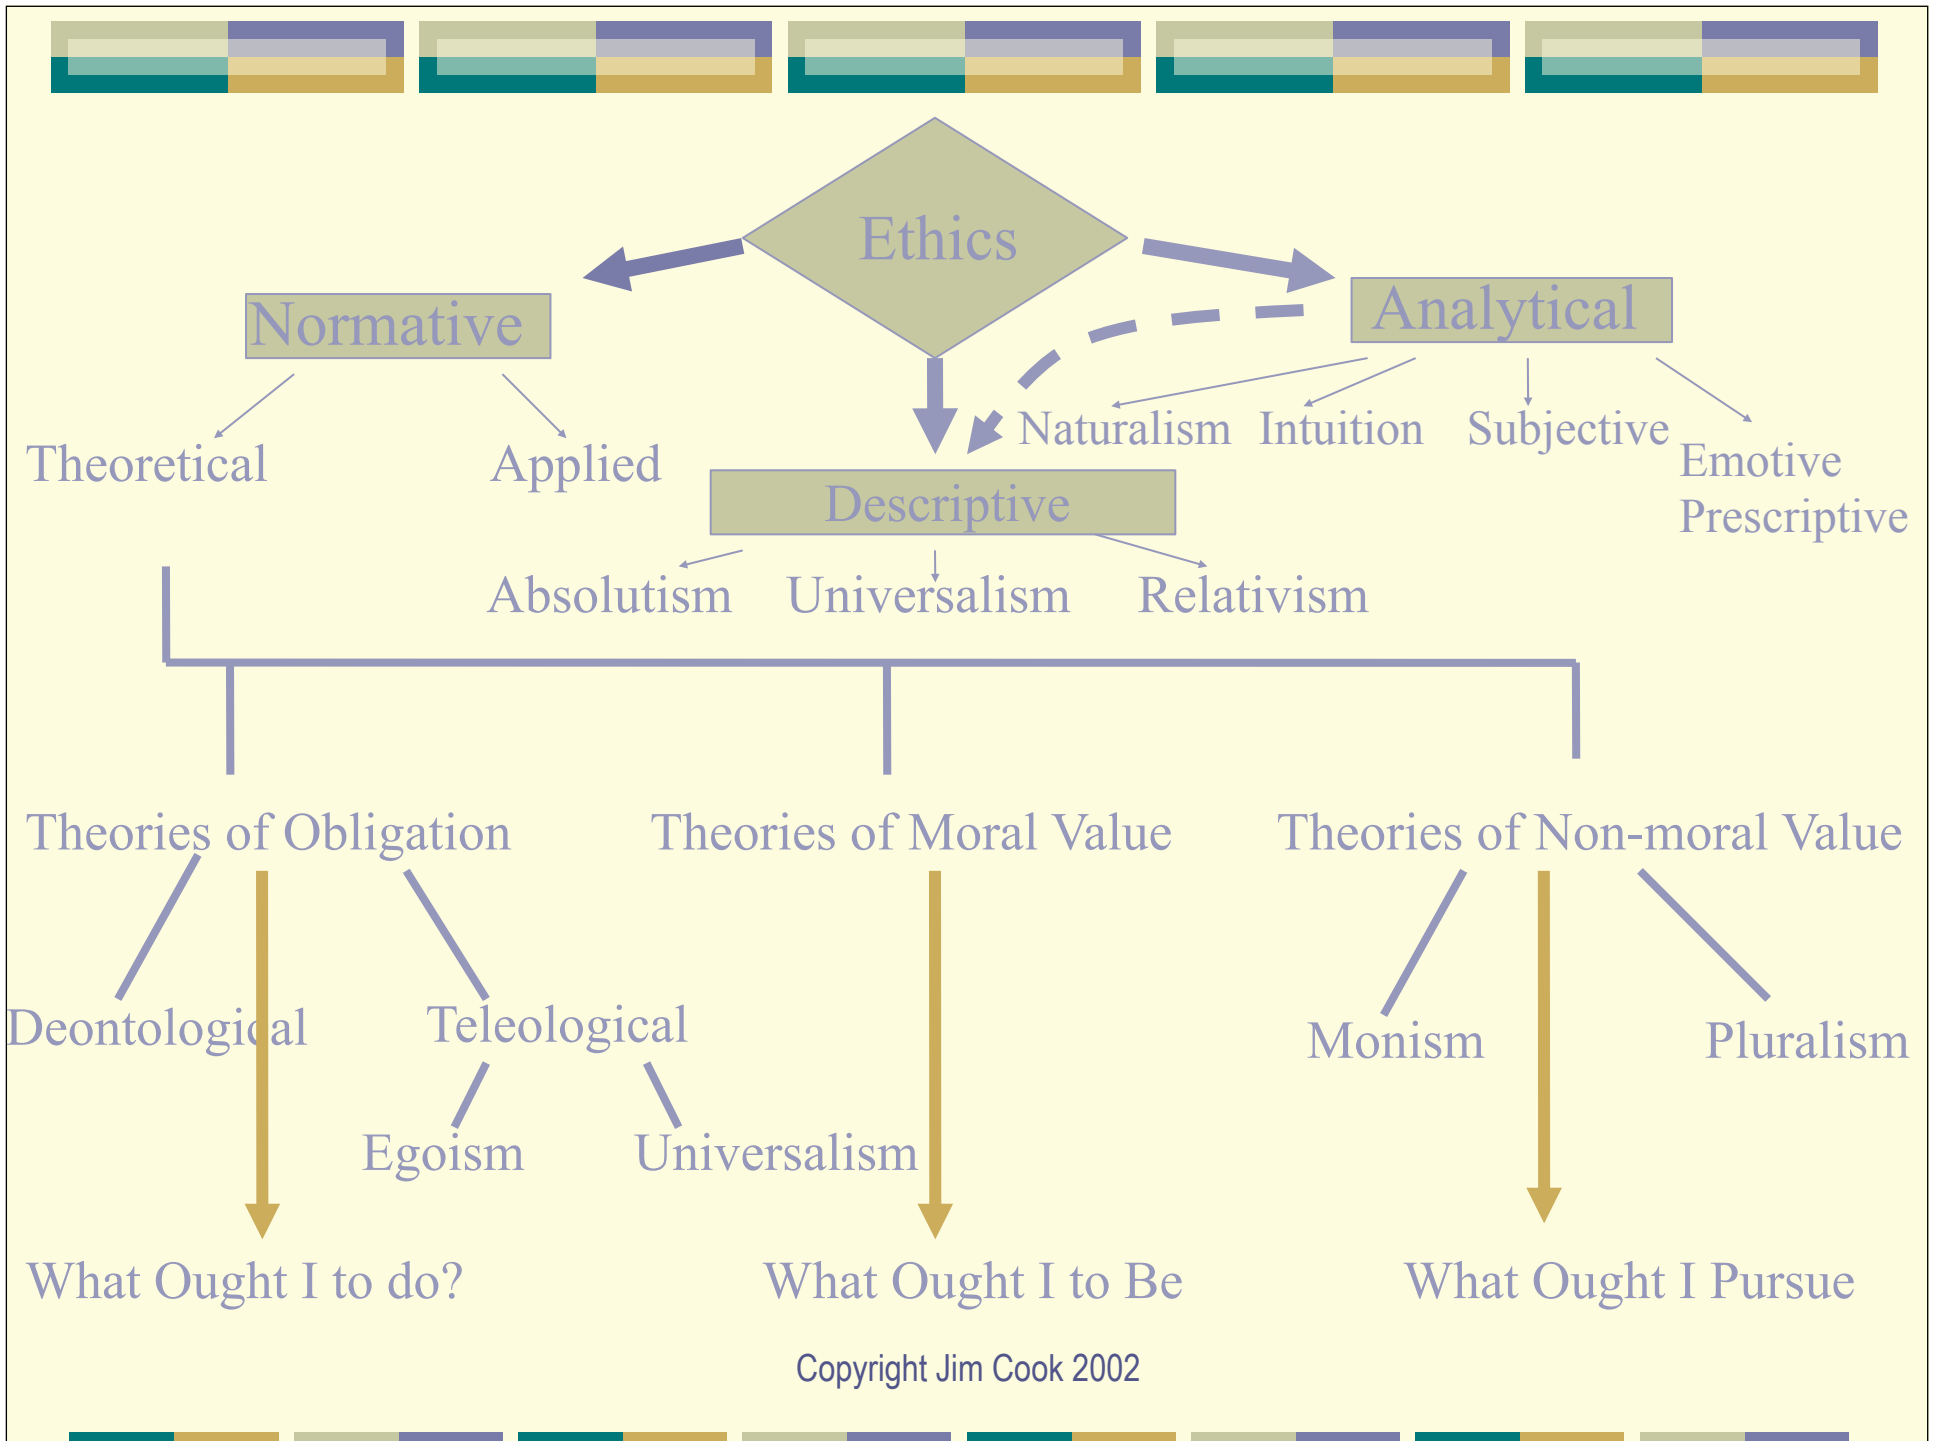 Ethics
Normative
Analytical
Theoretical
Applied
Naturalism
Intuition
Subjective
Emotive
Prescriptive
Descriptive
Absolutism
Universalism
Relativism
Theories of Obligation
Theories of Moral Value
Theories of Non-moral Value
Deontological
Teleological
Monism
Pluralism
Egoism
Universalism
What Ought I to do?
What Ought I to Be
What Ought I Pursue
Copyright Jim Cook 2002